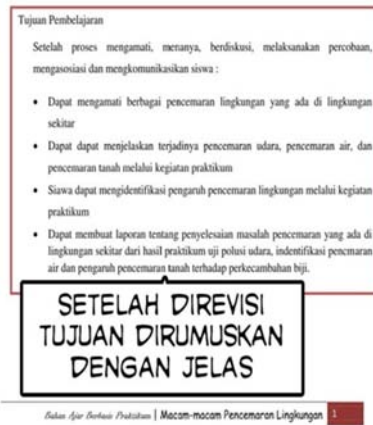 Tujuan Pembelajaran
Setelah proses mengamati, menanya, berdiskusi, melaksanakan percobaan,
mengasosiasi dan mengkomunikasikan siswa :
• Dapat mengamati berbagai pencemaran lingkungan yang ada di lingkungan
sekitar
• Dapat dapat menjelaskan terjadinya pencemaran udara, pencemaran air, dan
pencemaran tanah melalui kegiatan praktikum
• Siawa dapat mengidentifikasi pengaruh pencemaran lingkungan melalui kegiatan
praktikum
• Dapat membuat laporan tentang penyelesaian masalah pencemaran yang ada di
lingkungan sekitar dari hasil praktikum uji polusi udara, indentifikasi pencmaran
air dan pengaruh pencemaran tanah terhadap perkecambahan biji.
SETELAH DIREVISI
TUJUAN DIRUMUSKAN
DENGAN JELAS
Bahan Ajar Berbasis Praktikum | Macam-macam Pencemaran Lingkungan 1